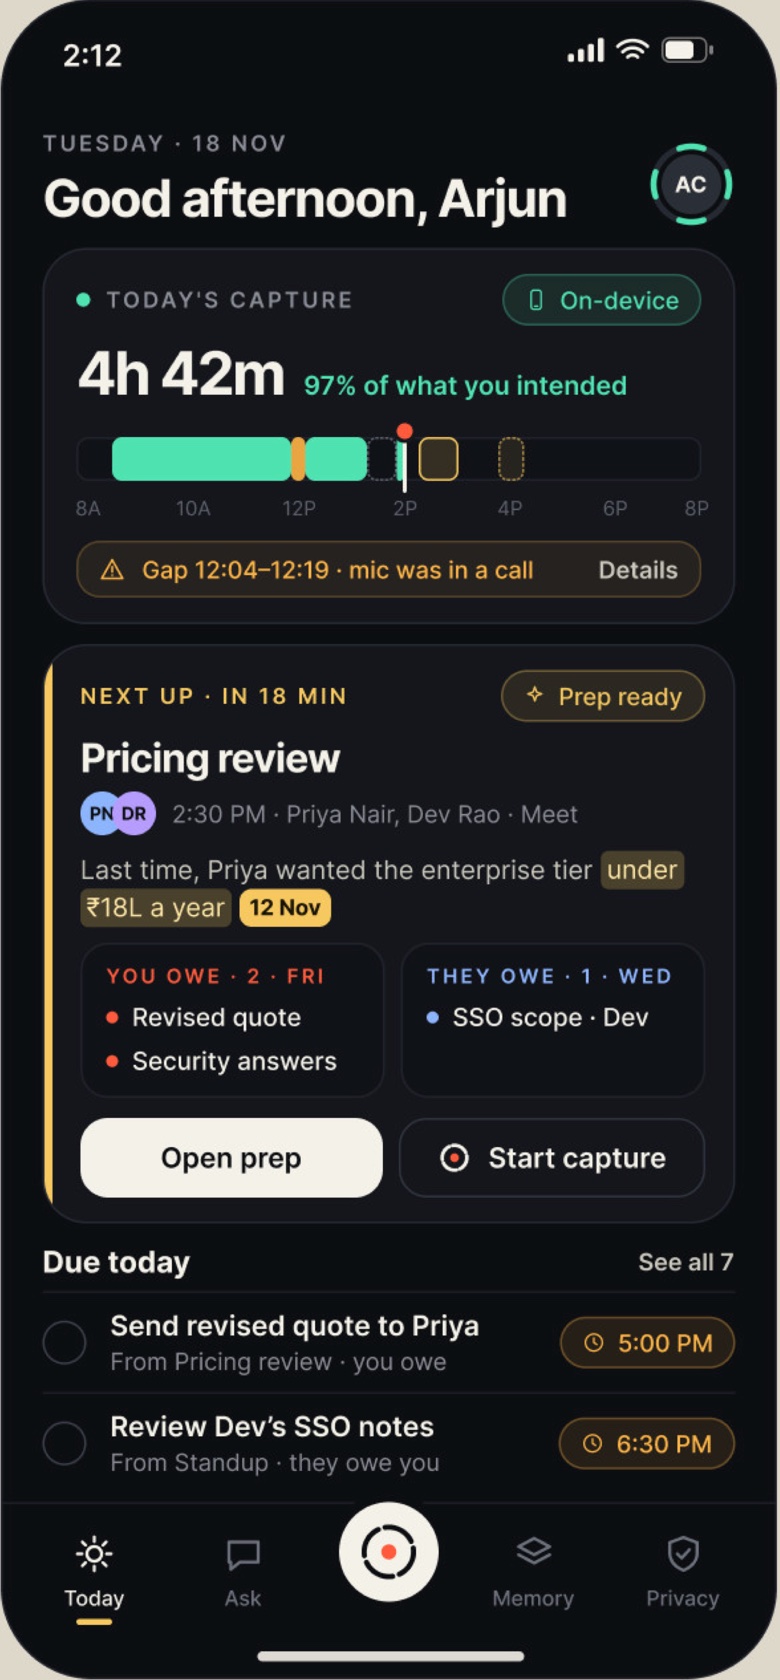 2:12
TUESDAY · 18 NOV
Good afternoon, Arjun
AC
TODAY'S CAPTURE
On-device
4h 42m 97% of what you intended
8A 10A 12P 2P 4P 6P 8P
Gap 12:04–12:19 · mic was in a call Details
NEXT UP · IN 18 MIN
Prep ready
Pricing review
PN DR 2:30 PM · Priya Nair, Dev Rao · Meet
Last time, Priya wanted the enterprise tier under
₹18L a year 12 Nov
YOU OWE · 2 · FRI
Revised quote
Security answers
THEY OWE · 1 · WED
SSO scope · Dev
Open prep
Start capture
Due today
See all 7
Send revised quote to Priya
From Pricing review · you owe
5:00 PM
Review Dev’s SSO notes
From Standup · they owe you
6:30 PM
Today
Ask
Memory
Privacy